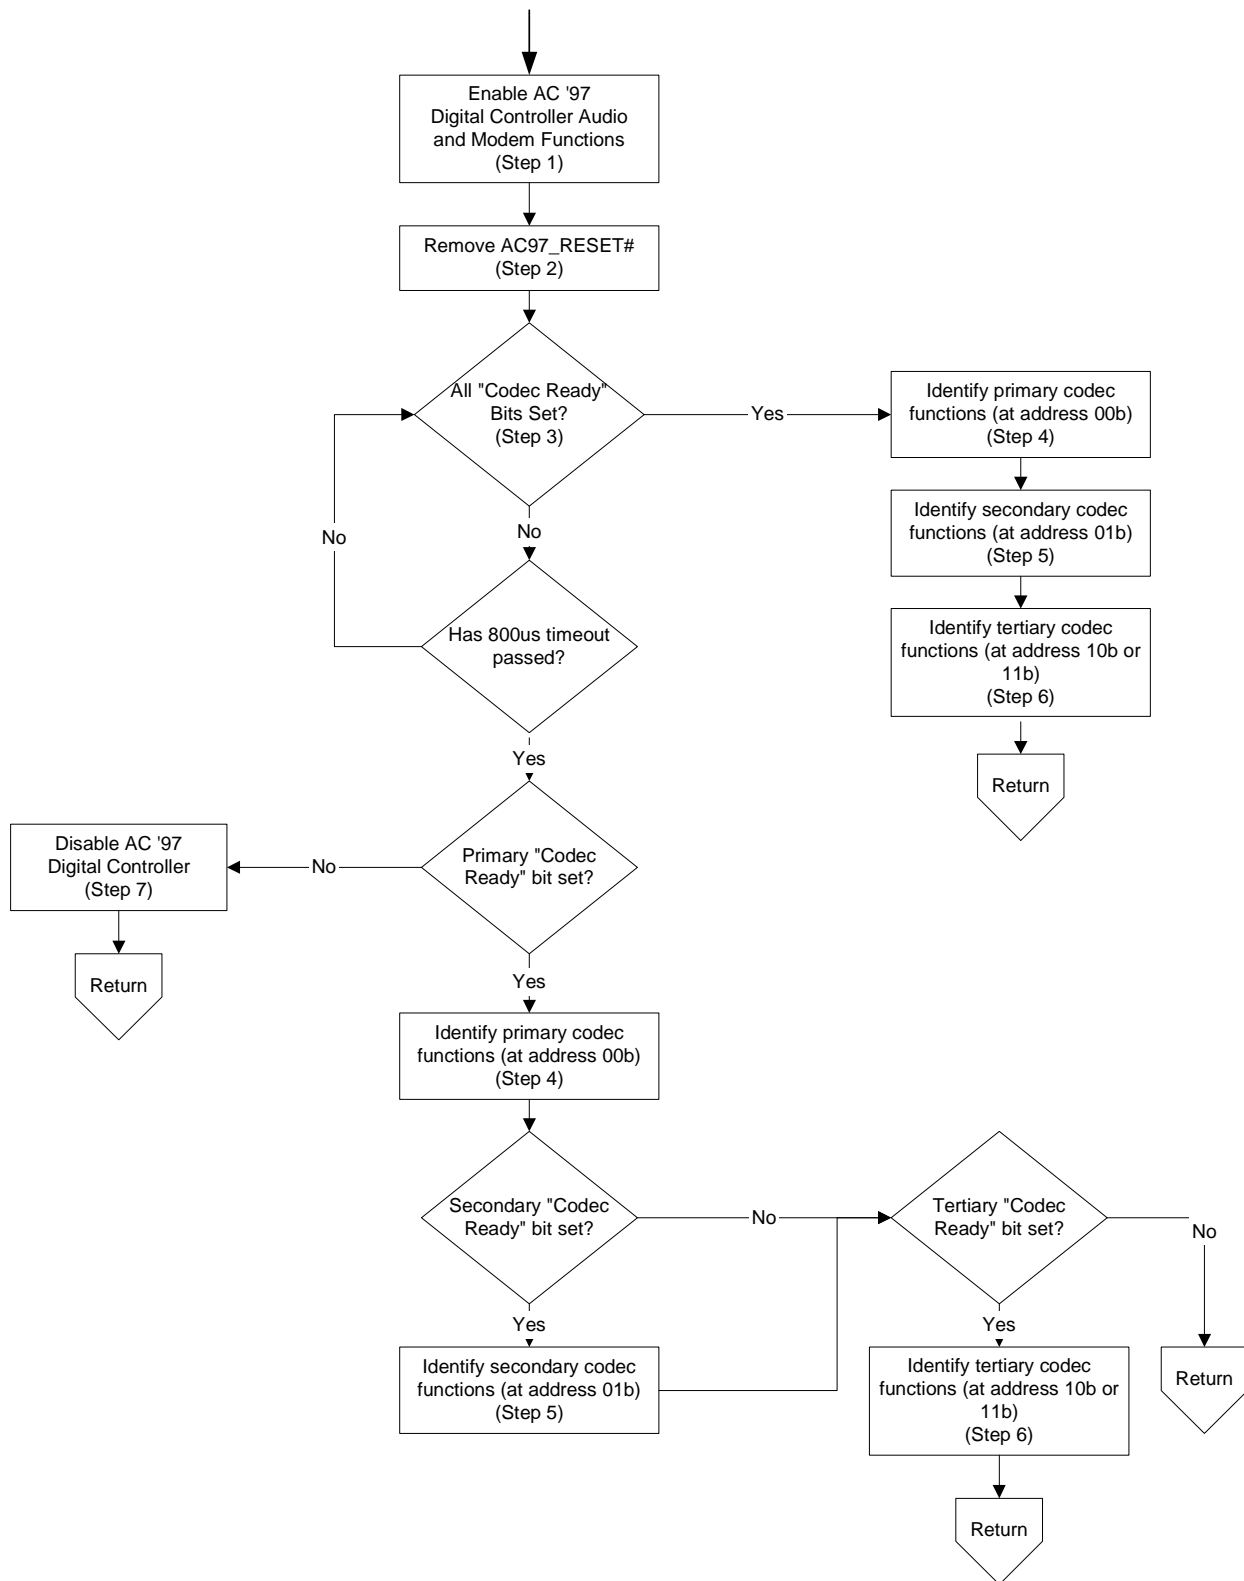 Enable AC '97
Digital Controller Audio
and Modem Functions
(Step 1)
Remove AC97_RESET#
(Step 2)
All "Codec Ready"
Bits Set?
(Step 3)
Yes
Identify primary codec
functions (at address 00b)
(Step 4)
Identify secondary codec
functions (at address 01b)
(Step 5)
Identify tertiary codec
functions (at address 10b or
11b)
(Step 6)
Return
No
No
Has 800us timeout
passed?
Yes
Primary "Codec
Ready" bit set?
No
Disable AC '97
Digital Controller
(Step 7)
Return
Yes
Identify primary codec
functions (at address 00b)
(Step 4)
Secondary "Codec
Ready" bit set?
No
Tertiary "Codec
Ready" bit set?
No
Return
Yes
Identify secondary codec
functions (at address 01b)
(Step 5)
Yes
Identify tertiary codec
functions (at address 10b or
11b)
(Step 6)
Return